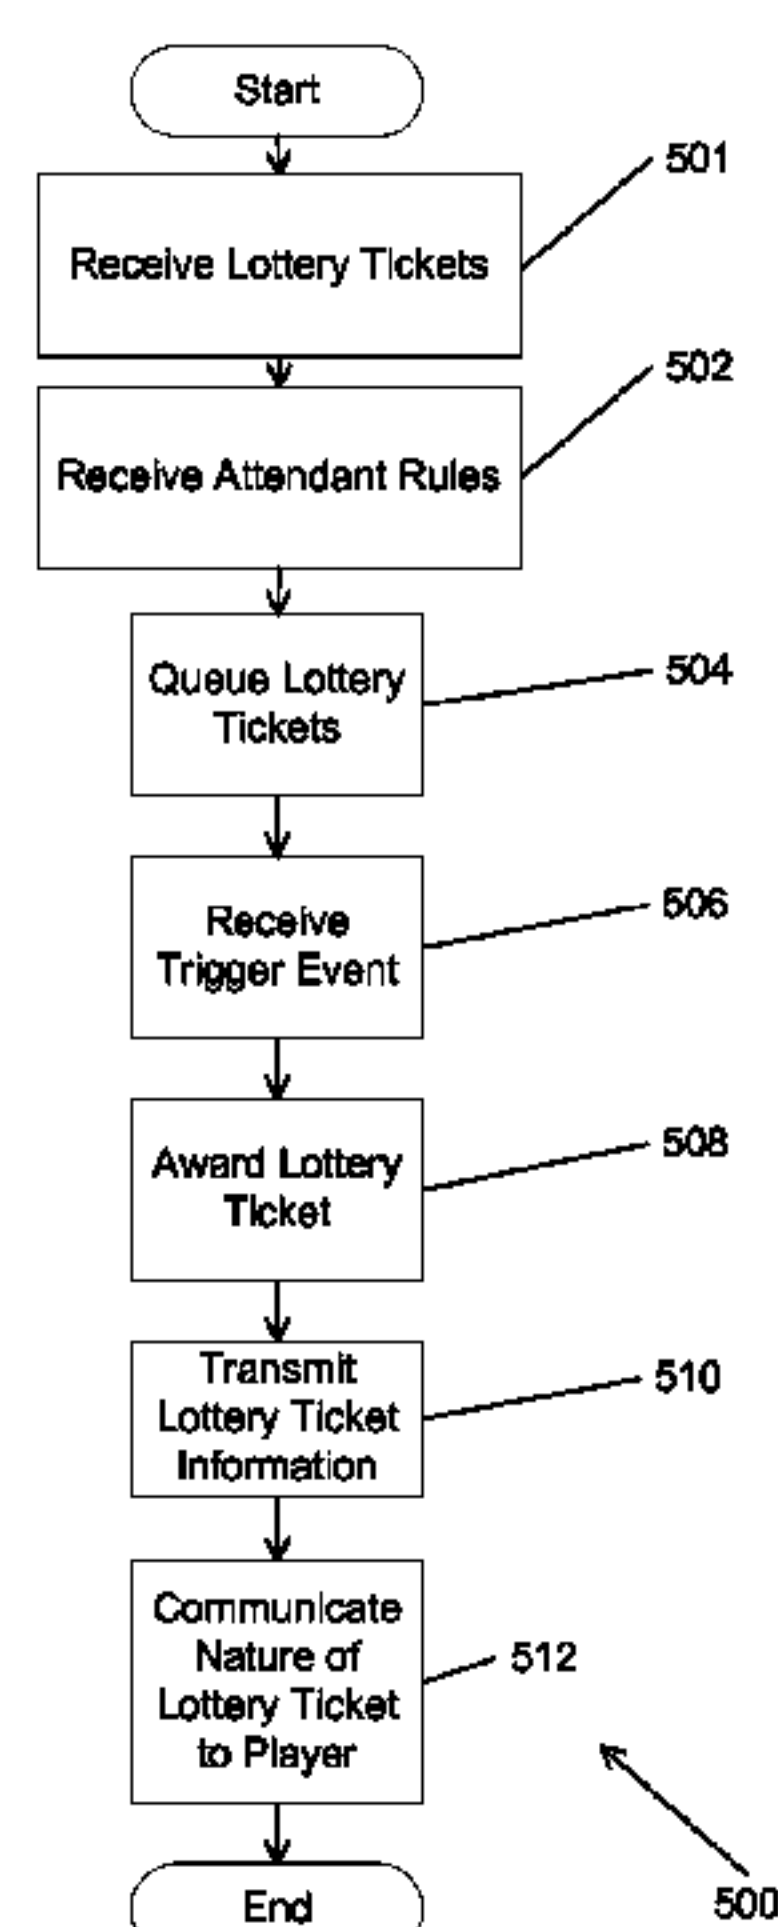 Start
501
Receive Lottery Tickets
502
Receive Attendant Rules
Queue Lottery
Tickets
504
Receive
Trigger Event
506
Award Lottery
Ticket
508
Transmit
Lottery Ticket
Information
510
Communicate
Nature of
Lottery Ticket
to Player
512
End
500